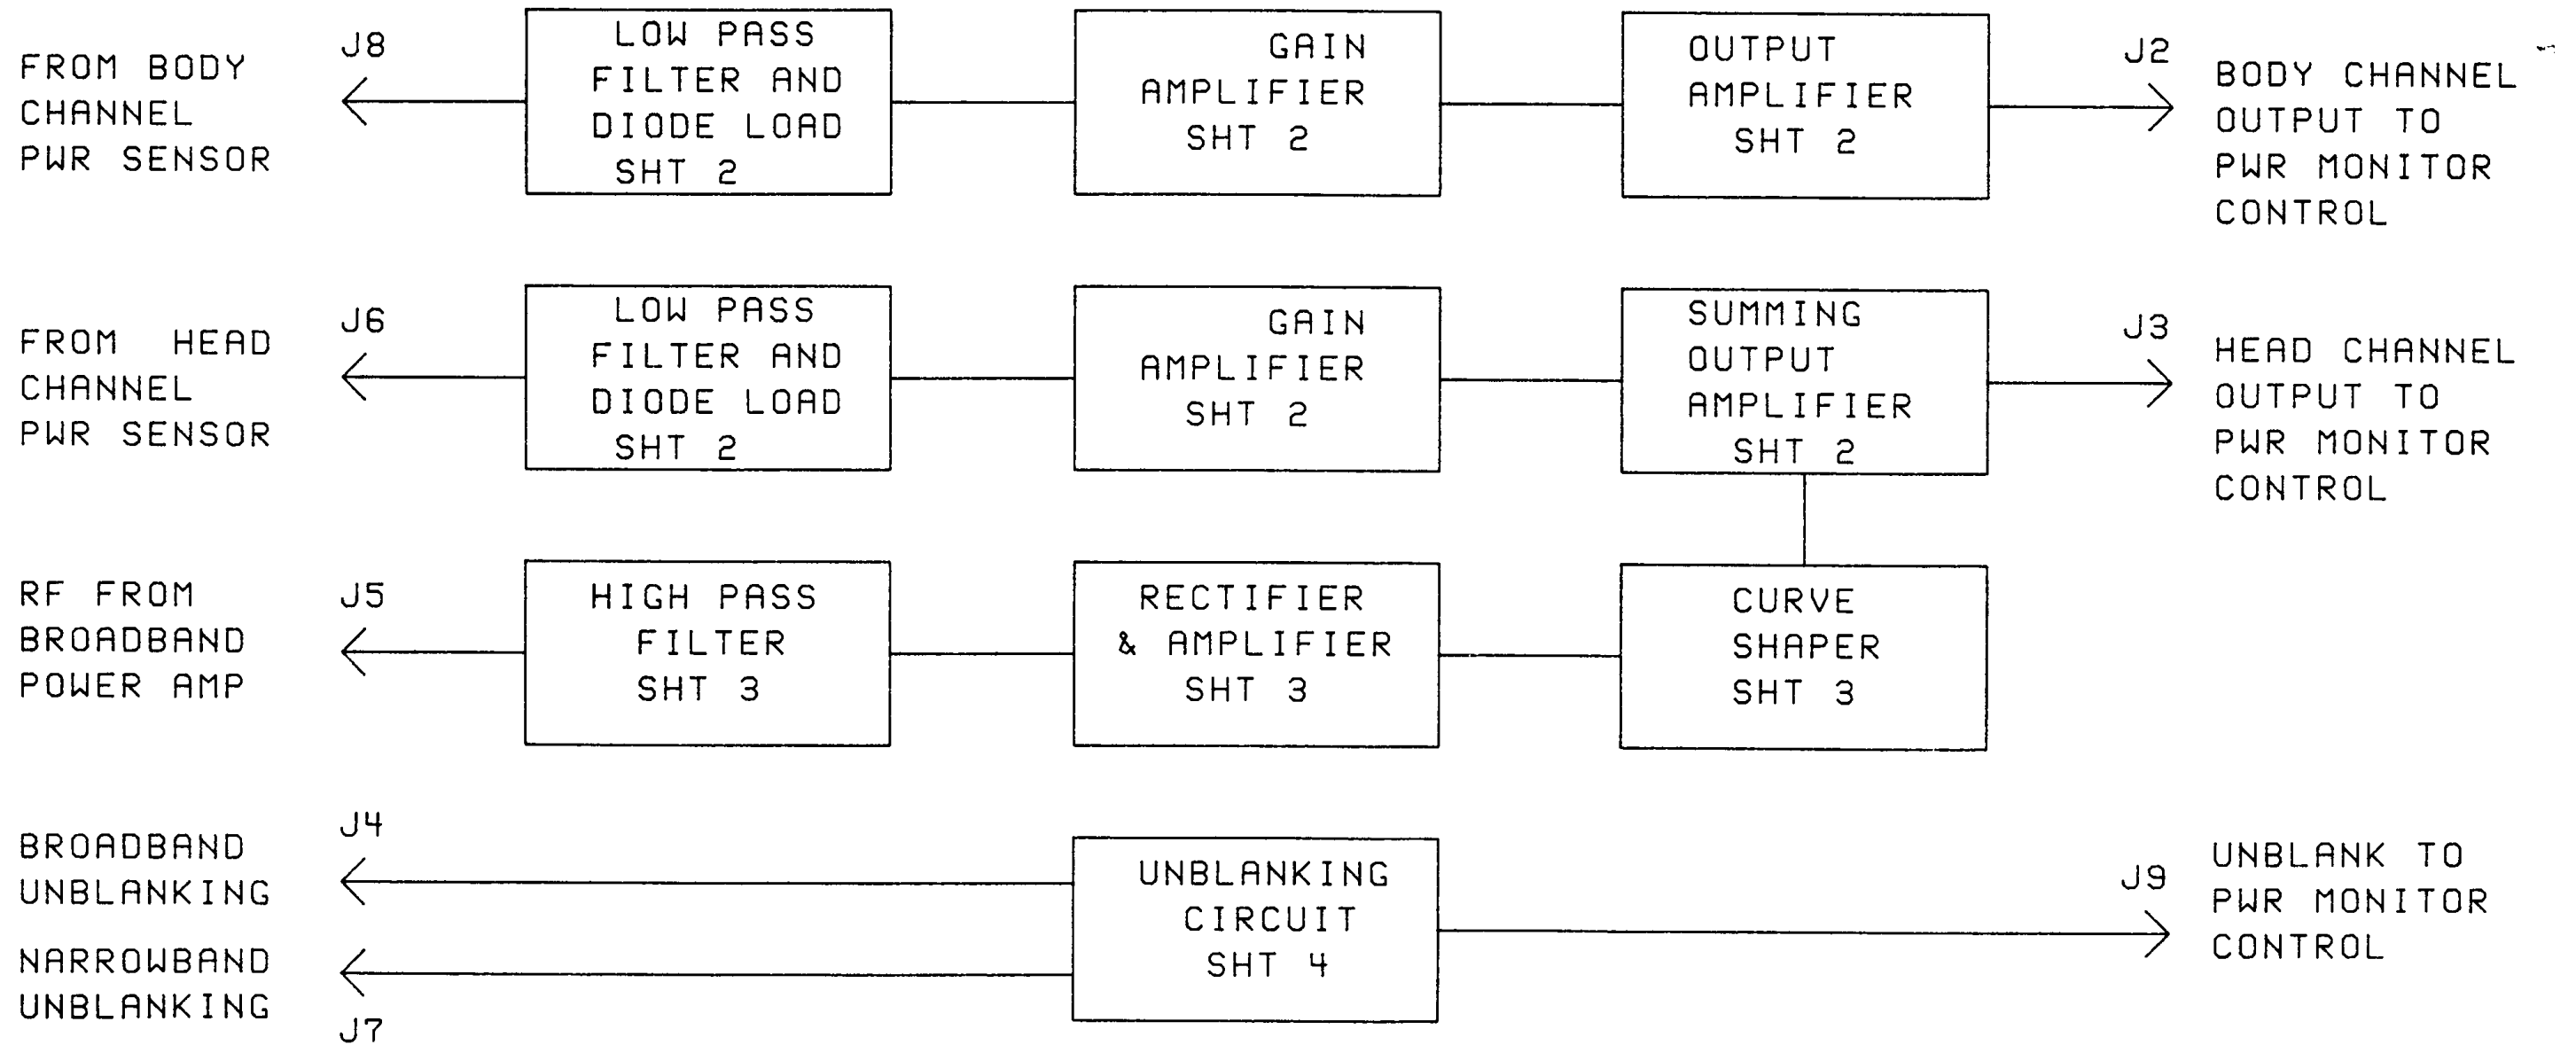 FROM BODY
CHANNEL
PWR SENSOR
J8
LOW PASS
FILTER AND
DIODE LOAD
SHT 2
GAIN
AMPLIFIER
SHT 2
OUTPUT
AMPLIFIER
SHT 2
J2
BODY CHANNEL
OUTPUT TO
PWR MONITOR
CONTROL
FROM HEAD
CHANNEL
PWR SENSOR
J6
LOW PASS
FILTER AND
DIODE LOAD
SHT 2
GAIN
AMPLIFIER
SHT 2
SUMMING
OUTPUT
AMPLIFIER
SHT 2
J3
HEAD CHANNEL
OUTPUT TO
PWR MONITOR
CONTROL
RF FROM
BROADBAND
POWER AMP
J5
HIGH PASS
FILTER
SHT 3
RECTIFIER
& AMPLIFIER
SHT 3
CURVE
SHAPER
SHT 3
BROADBAND
UNBLANKING
J4
NARROWBAND
UNBLANKING
J7
UNBLANKING
CIRCUIT
SHT 4
J9
UNBLANK TO
PWR MONITOR
CONTROL